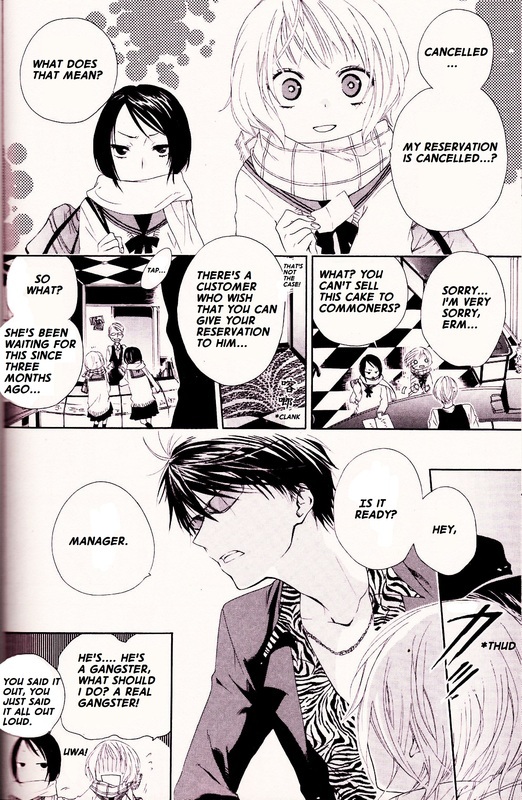 CANCELLED
...
MY RESERVATION
IS CANCELLED...?
WHAT DOES
THAT MEAN?
SORRY...
I'M VERY
SORRY,
ERM...
WHAT? YOU
CAN'T SELL
THIS CAKE TO
COMMONERS?
THAT'S
NOT
THE
CASE!
*CLANK
THERE'S A
CUSTOMER
WHO WISH
THAT YOU CAN
GIVE YOUR
RESERVATION
TO HIM...
TAP...
SO
WHAT?
SHE'S BEEN
WAITING FOR
THIS SINCE
THREE
MONTHS
AGO...
HEY,
IS IT
READY?
MANAGER.
*THUD
HE'S.... HE'S
A GANGSTER,
WHAT SHOULD
I DO? A REAL
GANGSTER!
UWA!
YOU SAID IT
OUT, YOU
JUST SAID
IT ALL OUT
LOUD.